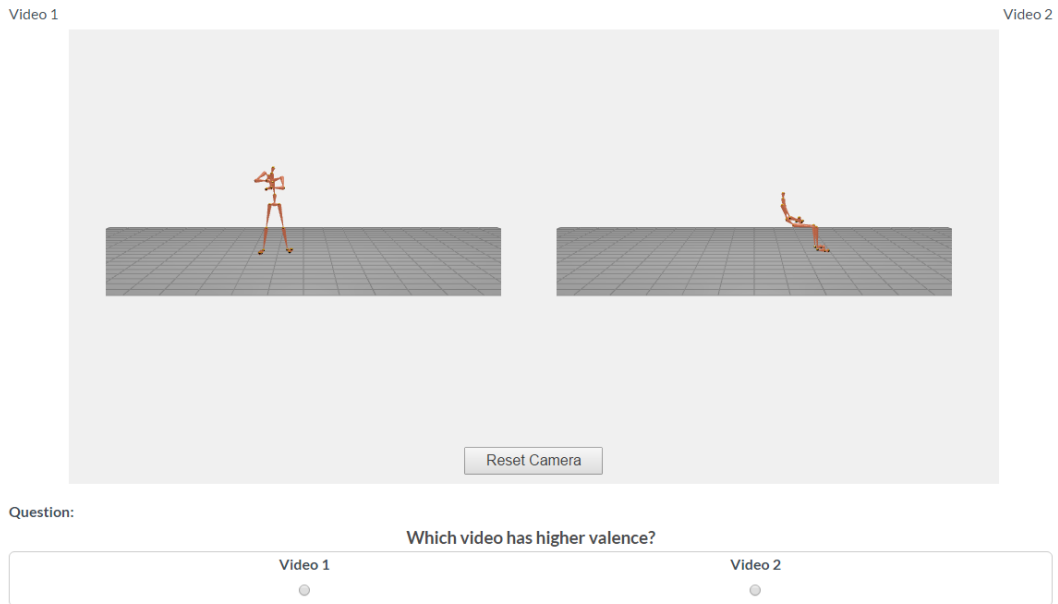 Video 1 Video 2
Reset Camera
Question:
Which video has higher valence?
Video 1 Video 2